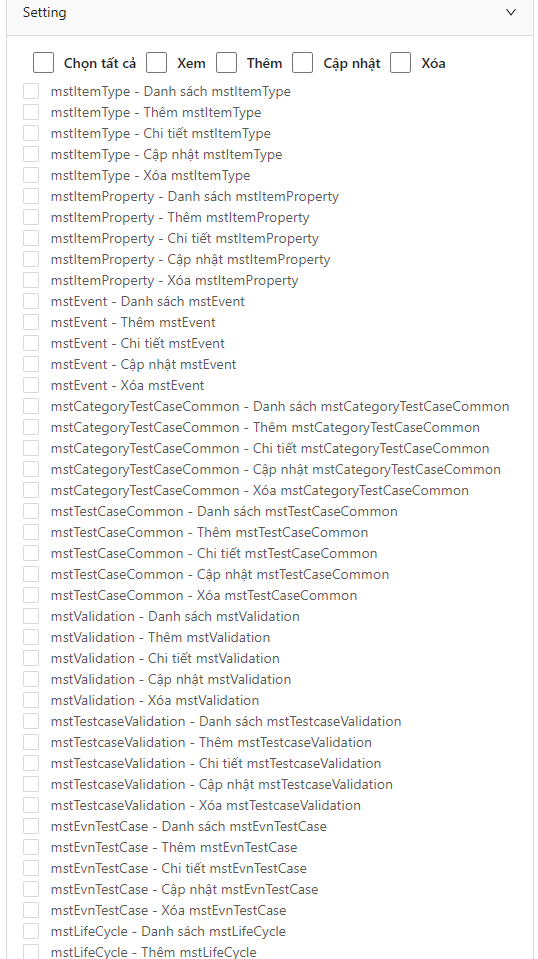 Setting
Chọn tất cả Xem Thêm Cập nhật Xóa
mstItemType - Danh sách mstItemType
mstItemType - Thêm mstItemType
mstItemType - Chi tiết mstItemType
mstItemType - Cập nhật mstItemType
mstItemType - Xóa mstItemType
mstItemProperty - Danh sách mstItemProperty
mstItemProperty - Thêm mstItemProperty
mstItemProperty - Chi tiết mstItemProperty
mstItemProperty - Cập nhật mstItemProperty
mstItemProperty - Xóa mstItemProperty
mstEvent - Danh sách mstEvent
mstEvent - Thêm mstEvent
mstEvent - Chi tiết mstEvent
mstEvent - Cập nhật mstEvent
mstEvent - Xóa mstEvent
mstCategoryTestCaseCommon - Danh sách mstCategoryTestCaseCommon
mstCategoryTestCaseCommon - Thêm mstCategoryTestCaseCommon
mstCategoryTestCaseCommon - Chi tiết mstCategoryTestCaseCommon
mstCategoryTestCaseCommon - Cập nhật mstCategoryTestCaseCommon
mstCategoryTestCaseCommon - Xóa mstCategoryTestCaseCommon
mstTestCaseCommon - Danh sách mstTestCaseCommon
mstTestCaseCommon - Thêm mstTestCaseCommon
mstTestCaseCommon - Chi tiết mstTestCaseCommon
mstTestCaseCommon - Cập nhật mstTestCaseCommon
mstTestCaseCommon - Xóa mstTestCaseCommon
mstValidation - Danh sách mstValidation
mstValidation - Thêm mstValidation
mstValidation - Chi tiết mstValidation
mstValidation - Cập nhật mstValidation
mstValidation - Xóa mstValidation
mstTestcaseValidation - Danh sách mstTestcaseValidation
mstTestcaseValidation - Thêm mstTestcaseValidation
mstTestcaseValidation - Chi tiết mstTestcaseValidation
mstTestcaseValidation - Cập nhật mstTestcaseValidation
mstTestcaseValidation - Xóa mstTestcaseValidation
mstEvnTestCase - Danh sách mstEvnTestCase
mstEvnTestCase - Thêm mstEvnTestCase
mstEvnTestCase - Chi tiết mstEvnTestCase
mstEvnTestCase - Cập nhật mstEvnTestCase
mstEvnTestCase - Xóa mstEvnTestCase
mstLifeCycle - Danh sách mstLifeCycle
mstLifeCycle - Thêm mstLifeCycle